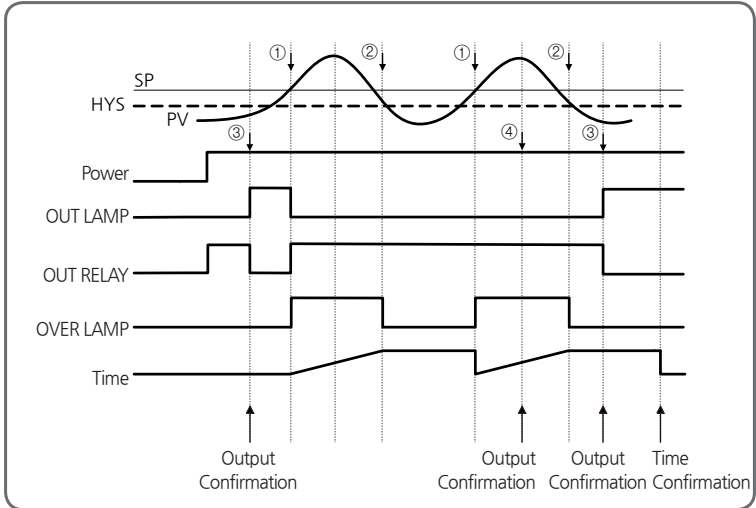 ① ② ① ②
SP
HYS
PV
③ ④ ③
Power
OUT LAMP
OUT RELAY
OVER LAMP
Time
Output Output Output Time
Confirmation Confirmation Confirmation Confirmation